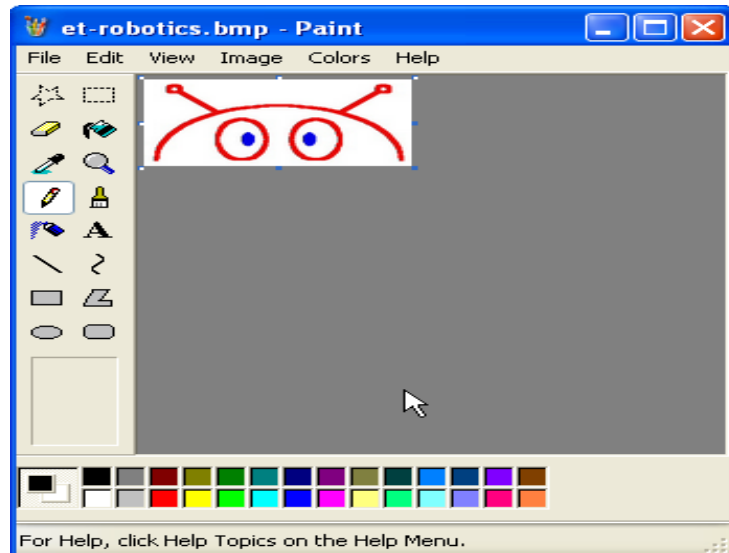 et-robotics.bmp - Paint
File Edit View Image Colors Help
A
For Help, click Help Topics on the Help Menu.